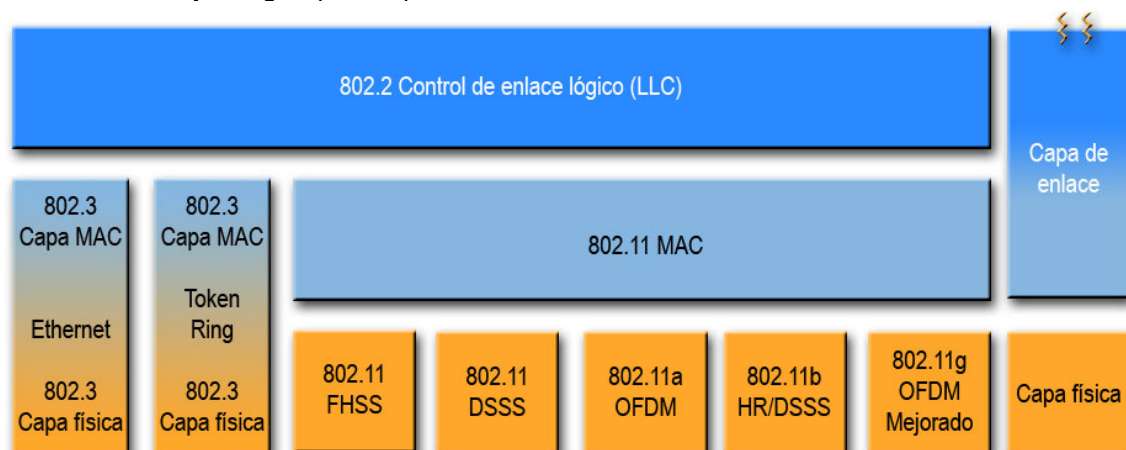 802.2 Control de enlace lógico (LLC)
Capa de
enlace
802.3
Capa MAC
Ethernet
802.3
Capa física
802.3
Capa MAC
Token
Ring
802.3
Capa física
802.11 MAC
802.11
FHSS
802.11
DSSS
802.11a
OFDM
802.11b
HR/DSSS
802.11g
OFDM
Mejorado
Capa física